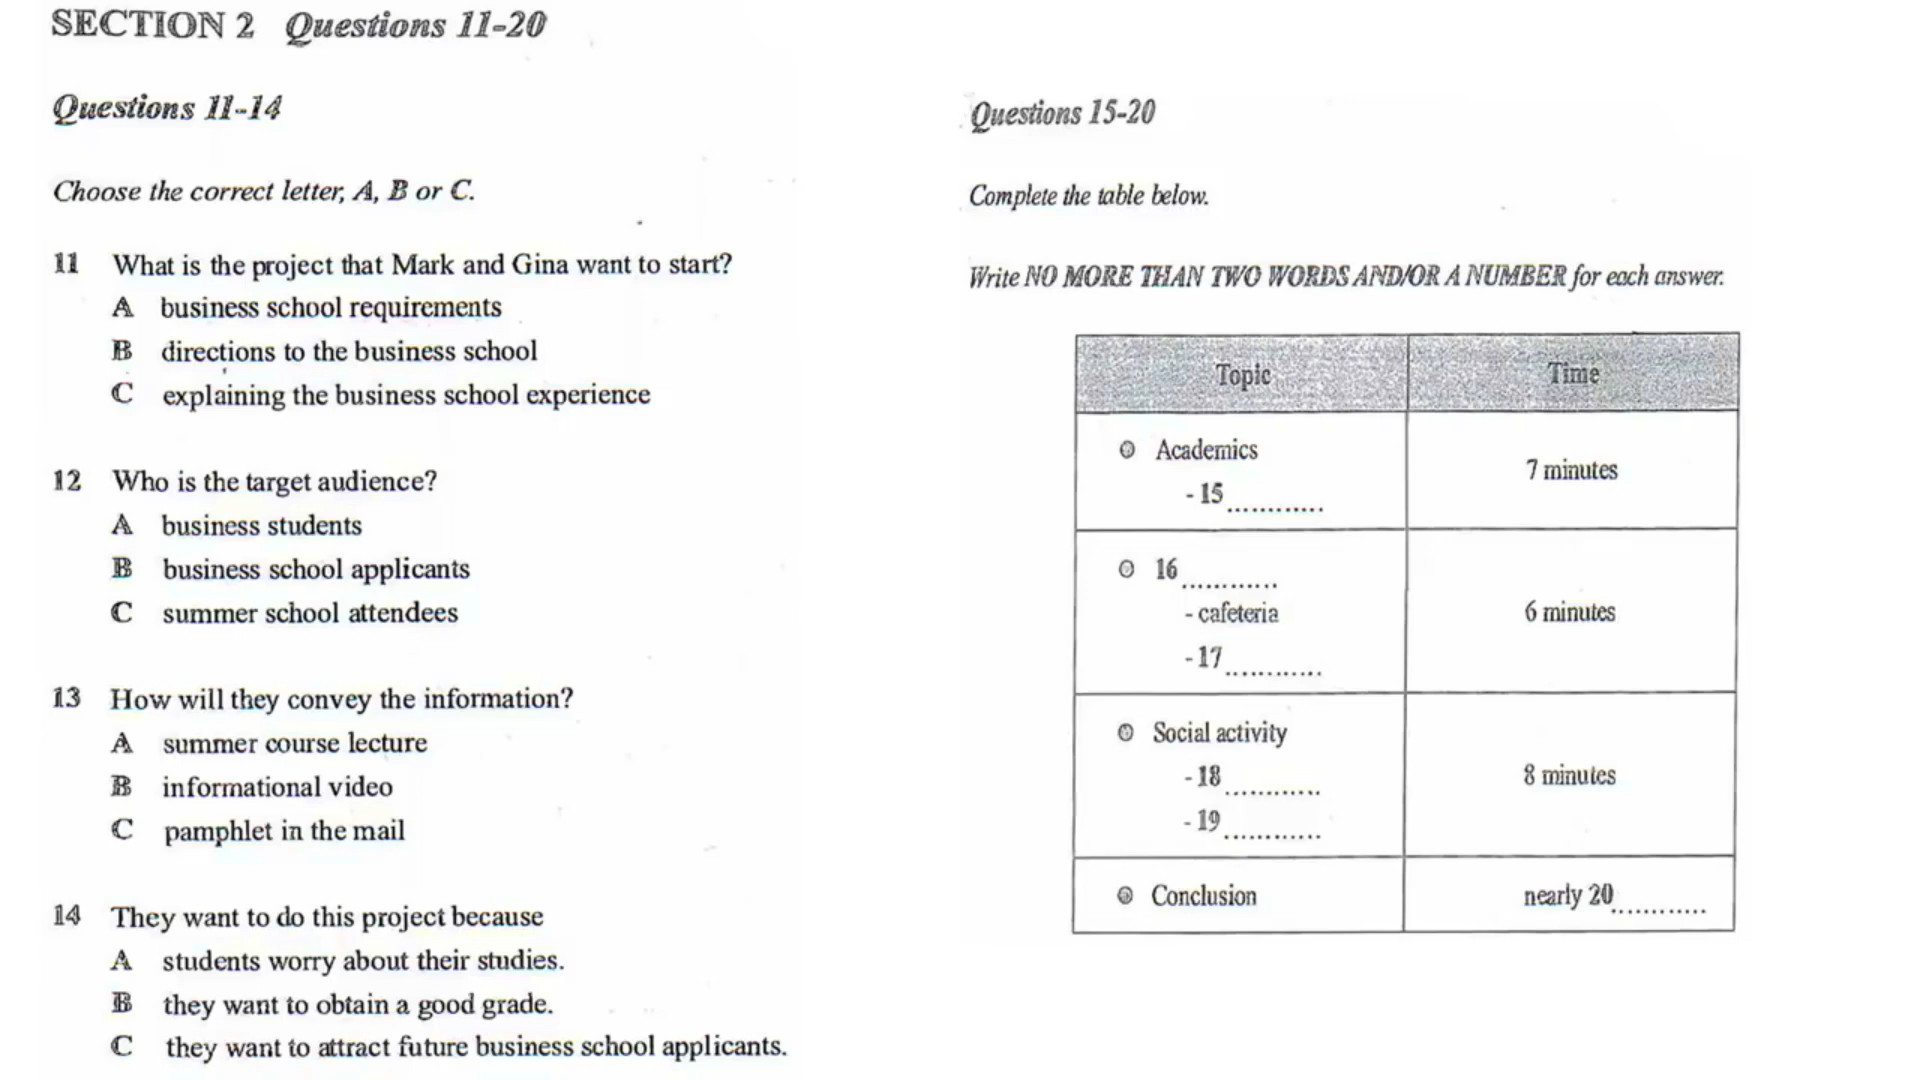 SECTION 2 Questions 11-20
Questions 11-14
Choose the correct letter, A, B or C.
11 What is the project that Mark and Gina want to start?
A business school requirements
B directions to the business school
C explaining the business school experience
12 Who is the target audience?
A business students
B business school applicants
C summer school attendees
13 How will they convey the information?
A summer course lecture
B informational video
C pamphlet in the mail
14 They want to do this project because
A students worry about their studies.
B they want to obtain a good grade.
C they want to attract future business school applicants.
Questions 15-20
Complete the table below.
Write NO MORE THAN TWO WORDS AND/OR A NUMBER for each answer.
Topic Time
Academics
- 15 ............
7 minutes
16 ............
- cafeteria
- 17 ............
6 minutes
Social activity
- 18 ............
- 19 ............
8 minutes
Conclusion nearly 20 ............